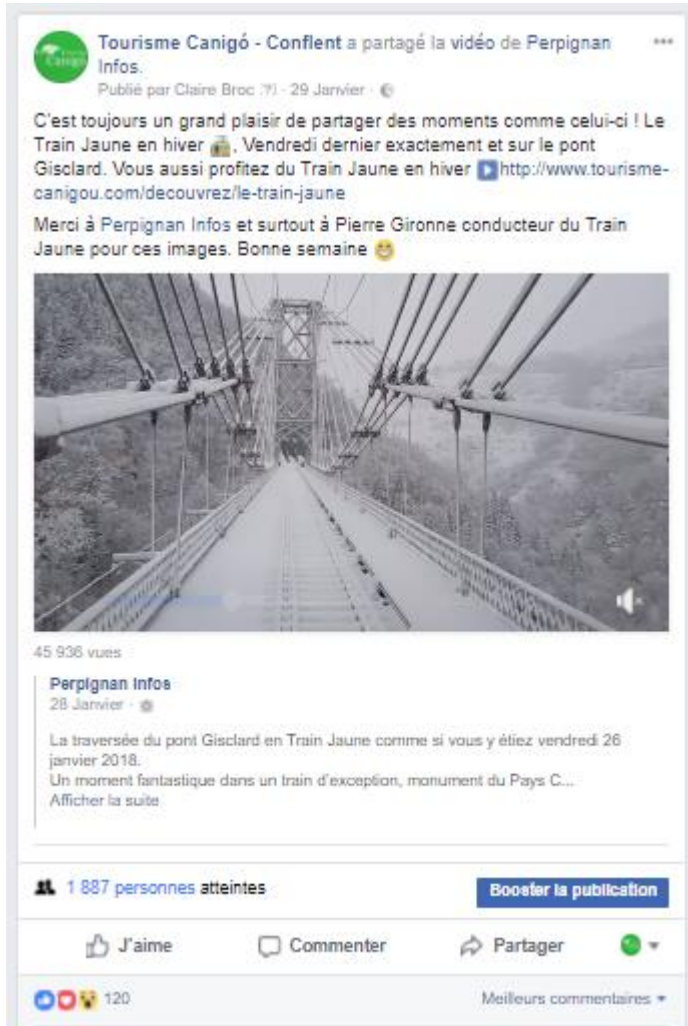 Tourisme Canigó - Conflent a partagé la vidéo de Perpignan
Infos.
Publié par Claire Broc [?] · 29 Janvier ·
C'est toujours un grand plaisir de partager des moments comme celui-ci ! Le
Train Jaune en hiver 🚋, Vendredi dernier exactement et sur le pont
Gisclard. Vous aussi profitez du Train Jaune en hiver ▶http://www.tourisme-
canigou.com/decouvrez/le-train-jaune
Merci à Perpignan Infos et surtout à Pierre Gironne conducteur du Train
Jaune pour ces images. Bonne semaine 😁
45 936 vues
Perpignan Infos
28 Janvier ·
La traversée du pont Gisclard en Train Jaune comme si vous y étiez vendredi 26
janvier 2018.
Un moment fantastique dans un train d'exception, monument du Pays C...
Afficher la suite
1 887 personnes atteintes
Booster la publication
J'aime
Commenter
Partager
120
Meilleurs commentaires